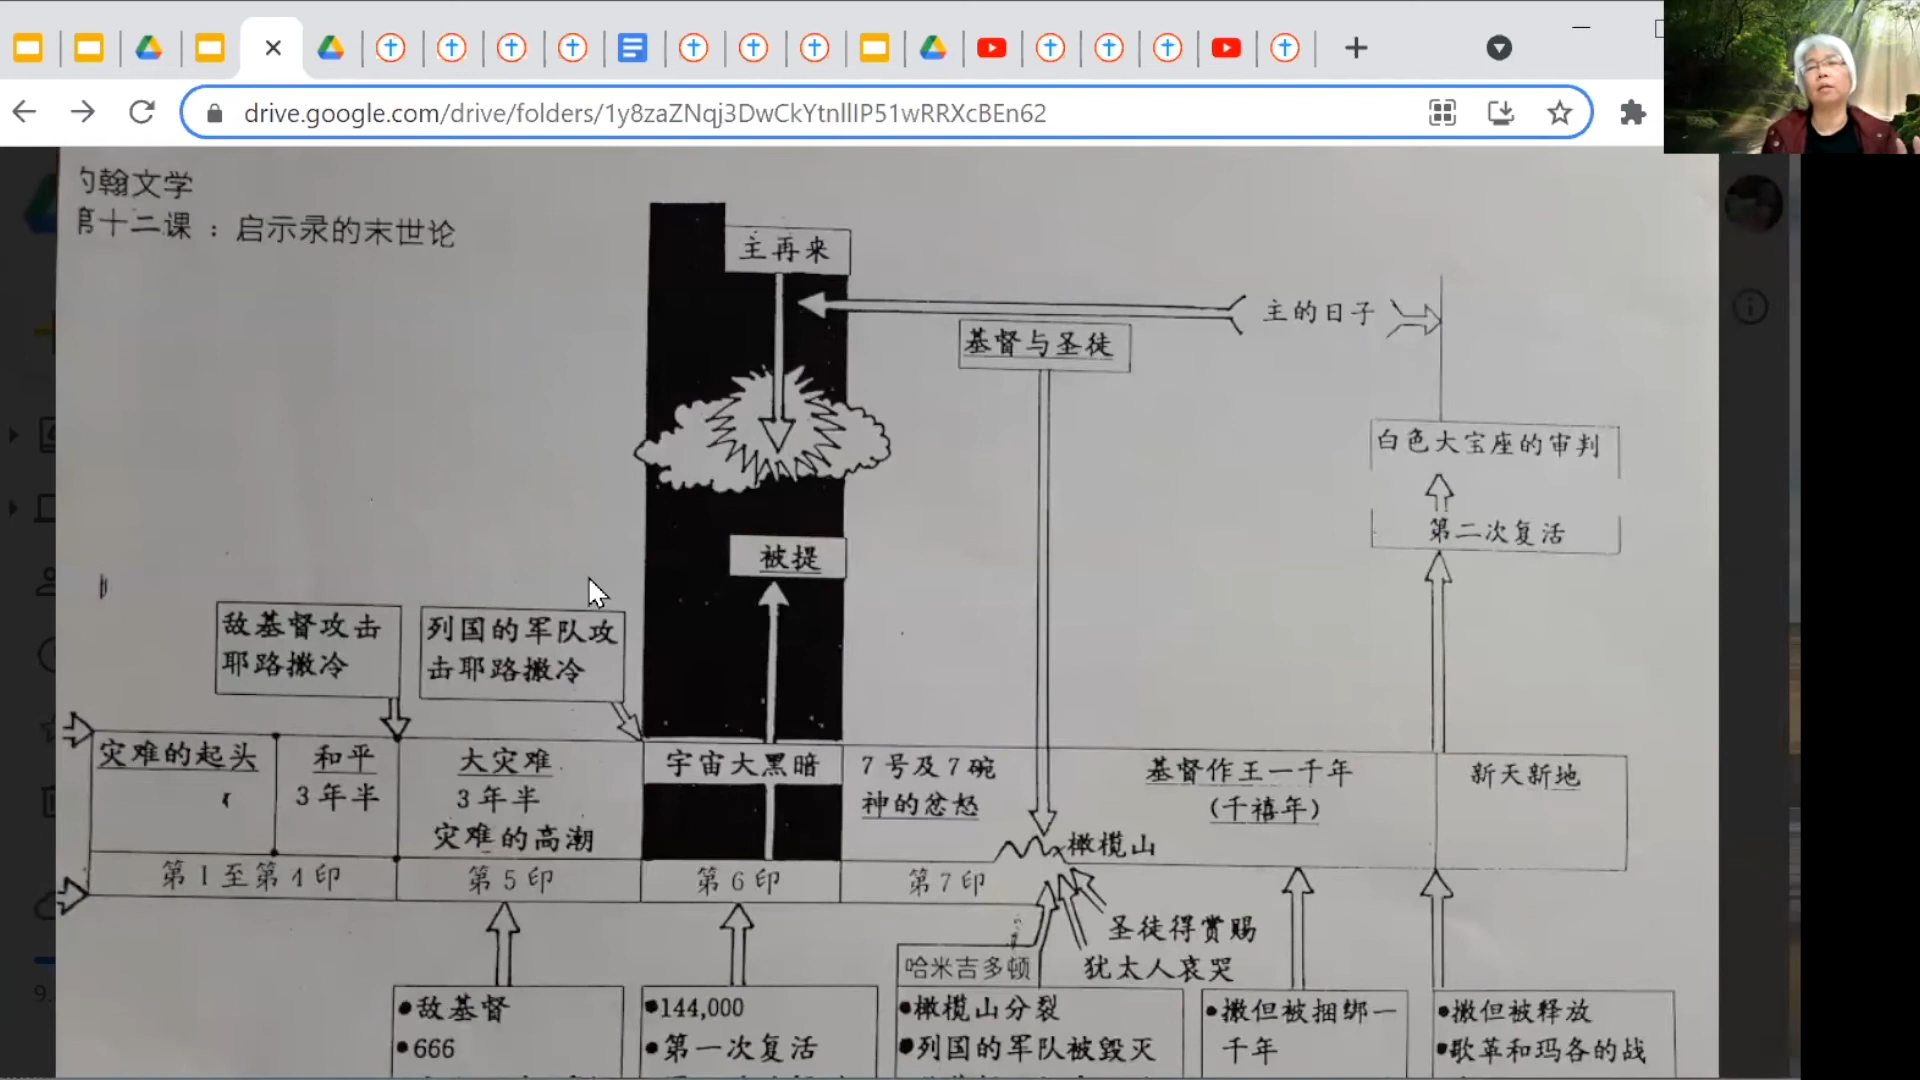 drive.google.com/drive/folders/1y8zaZNqj3DwCkYtnlllP51wRRXcBEn62
约翰文学
第十二课：启示录的末世论
主再来
主的日子
基督与圣徒
白色大宝座的审判
第二次复活
被提
敌基督攻击
耶路撒冷
列国的军队攻
击耶路撒冷
灾难的起头
和平
3年半
大灾难
3年半
灾难的高潮
宇宙大黑暗
7号及7碗
神的忿怒
基督作王一千年
(千禧年)
新天新地
橄榄山
第1至第4印
第5印
第6印
第7印
圣徒得赏赐
犹太人哀哭
哈米吉多顿
•敌基督
•666
•144,000
•第一次复活
•橄榄山分裂
•列国的军队被毁灭
•撒但被捆绑一
千年
•撒但被释放
•歌革和玛各的战